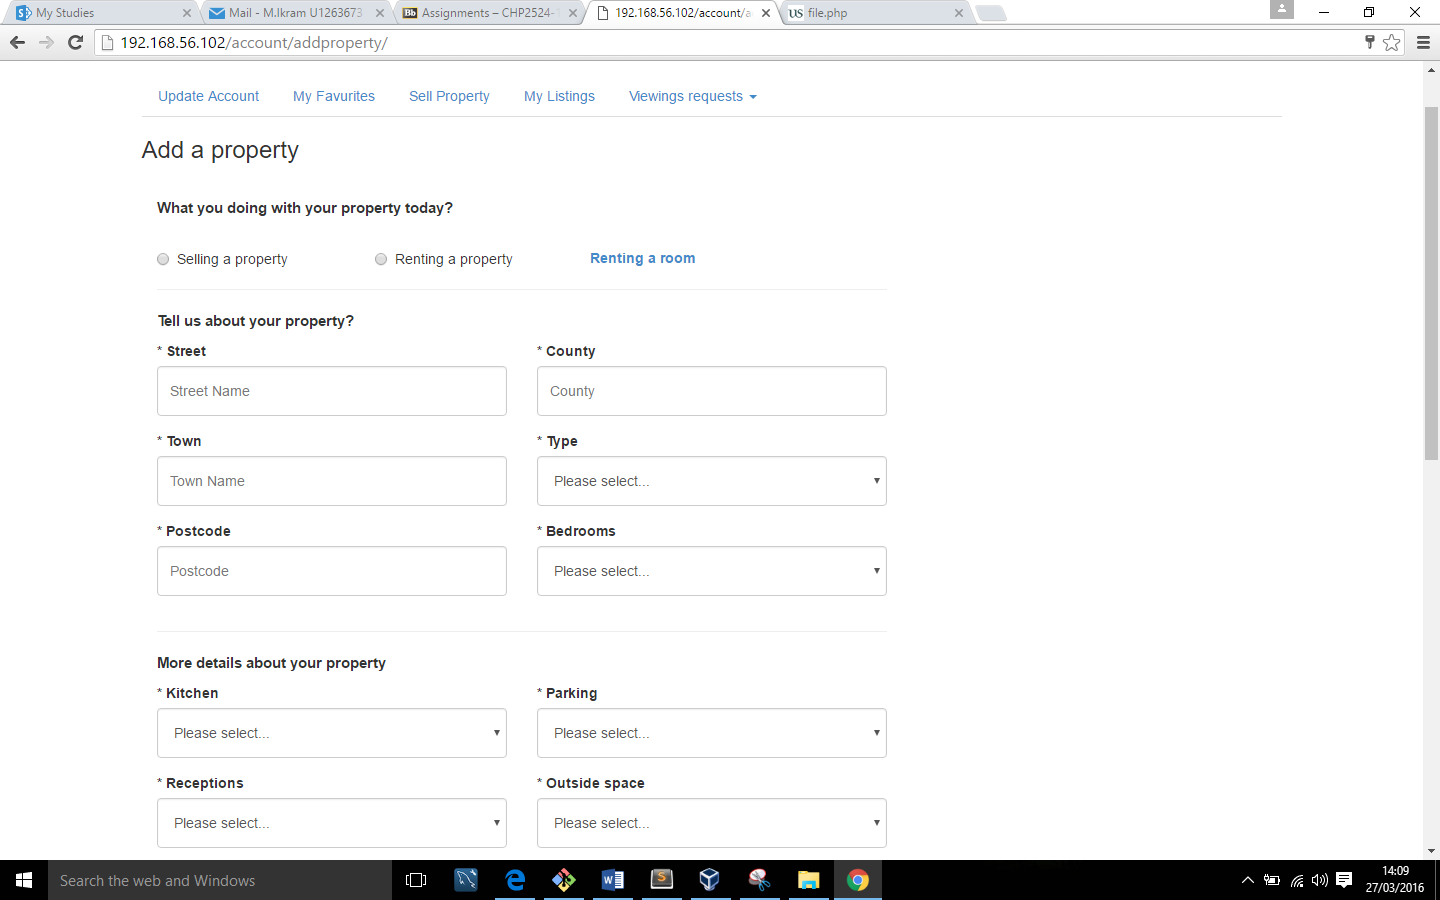 My Studies
Mail - M.Ikram U1263673
Assignments – CHP2524-
192.168.56.102/account/a
US file.php
192.168.56.102/account/addproperty/
Update Account My Favurites Sell Property My Listings Viewings requests
Add a property
What you doing with your property today?
Selling a property Renting a property Renting a room
Tell us about your property?
* Street * County
Street Name County
* Town * Type
Town Name Please select...
* Postcode * Bedrooms
Postcode Please select...
More details about your property
* Kitchen * Parking
Please select... Please select...
* Receptions * Outside space
Please select... Please select...
Search the web and Windows
14:09
27/03/2016